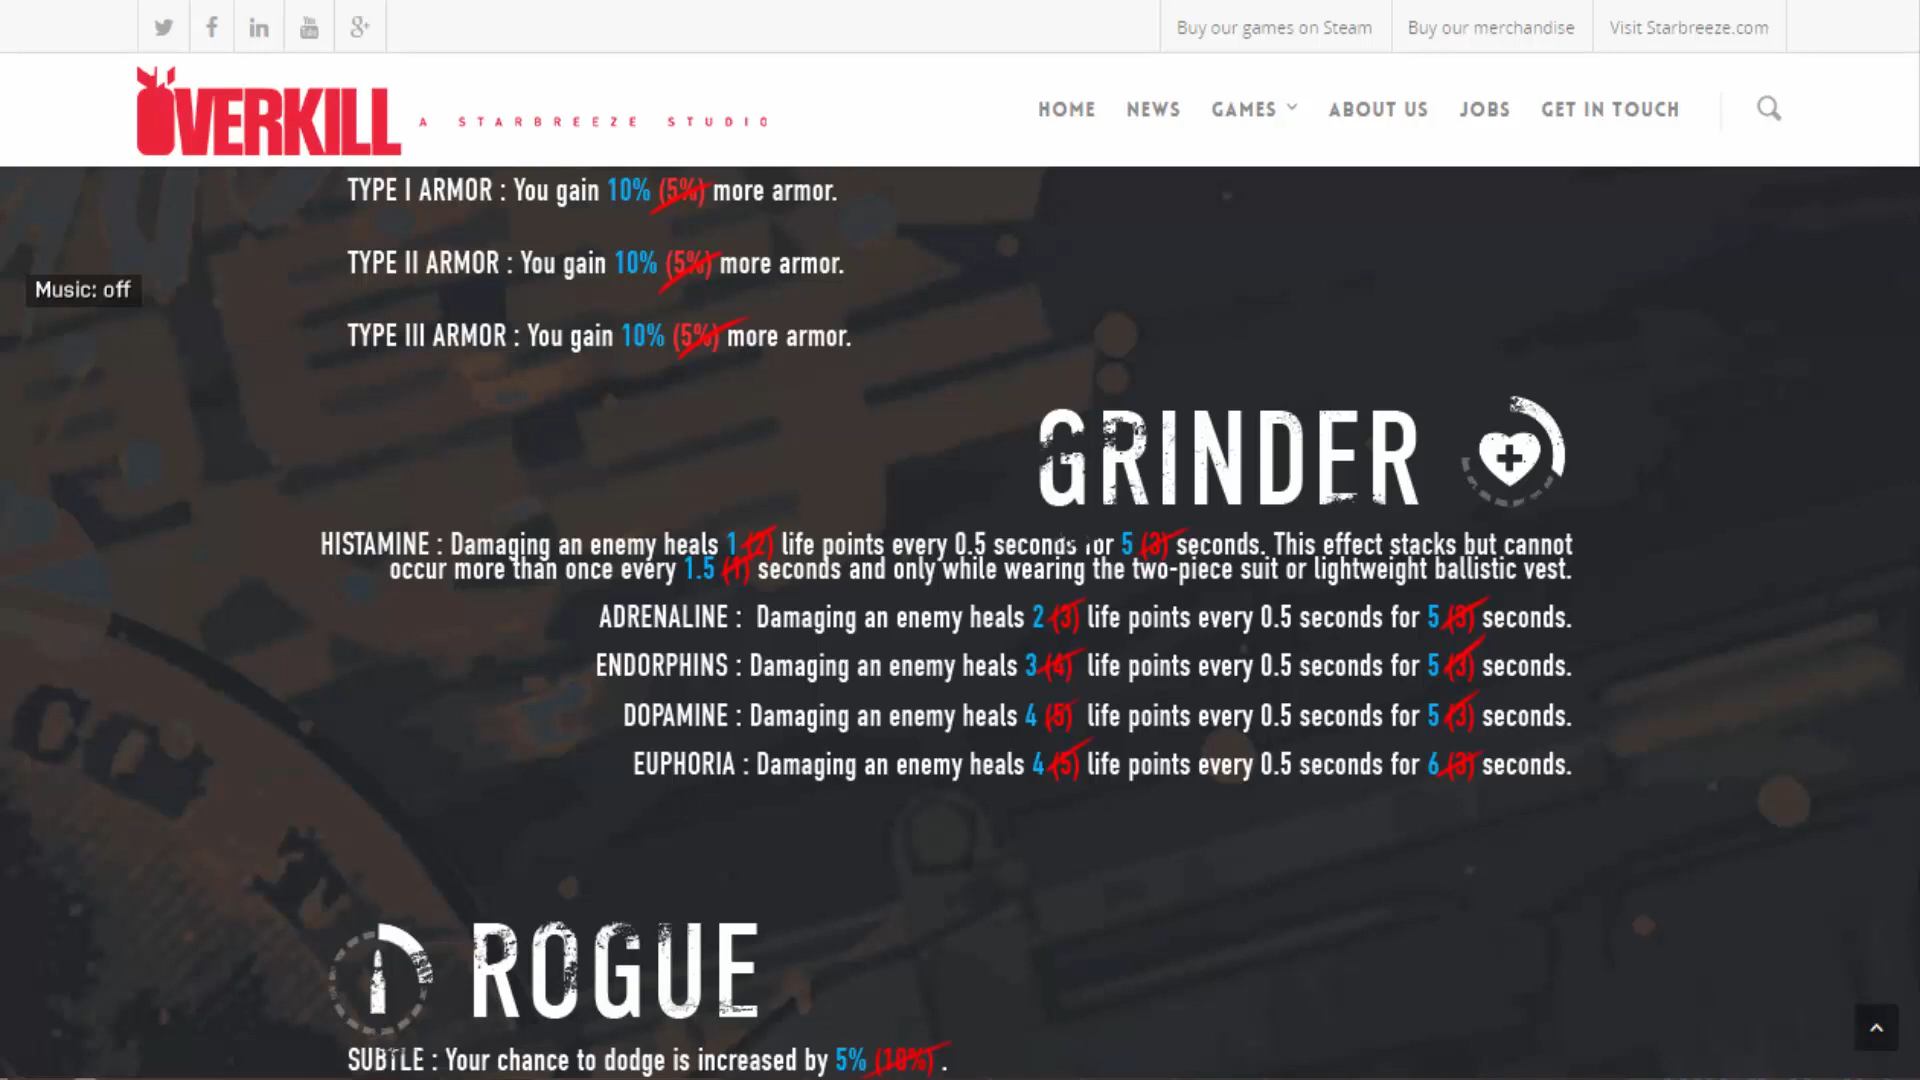 Buy our games on Steam
Buy our merchandise
Visit Starbreeze.com
OVERKILL
A STARBREEZE STUDIO
HOME
NEWS
GAMES
ABOUT US
JOBS
GET IN TOUCH
TYPE I ARMOR : You gain 10% (5%) more armor.
TYPE II ARMOR : You gain 10% (5%) more armor.
Music: off
TYPE III ARMOR : You gain 10% (5%) more armor.
GRINDER
HISTAMINE : Damaging an enemy heals 1 (2) life points every 0.5 seconds for 5 (3) seconds. This effect stacks but cannot
occur more than once every 1.5 (1) seconds and only while wearing the two-piece suit or lightweight ballistic vest.
ADRENALINE : Damaging an enemy heals 2 (3) life points every 0.5 seconds for 5 (3) seconds.
ENDORPHINS : Damaging an enemy heals 3 (4) life points every 0.5 seconds for 5 (3) seconds.
DOPAMINE : Damaging an enemy heals 4 (5) life points every 0.5 seconds for 5 (3) seconds.
EUPHORIA : Damaging an enemy heals 4 (5) life points every 0.5 seconds for 6 (3) seconds.
ROGUE
SUBTLE : Your chance to dodge is increased by 5% (10%) .